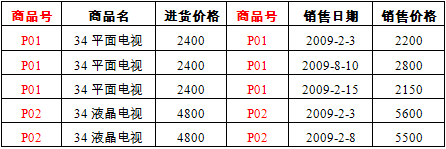 商品号 商品名 进货价格 商品号 销售日期 销售价格
P01 34 平面电视 2400 P01 2009-2-3 2200
P01 34 平面电视 2400 P01 2009-8-10 2800
P01 34 平面电视 2400 P01 2009-2-15 2150
P02 34 液晶电视 4800 P02 2009-2-3 5600
P02 34 液晶电视 4800 P02 2009-2-8 5500